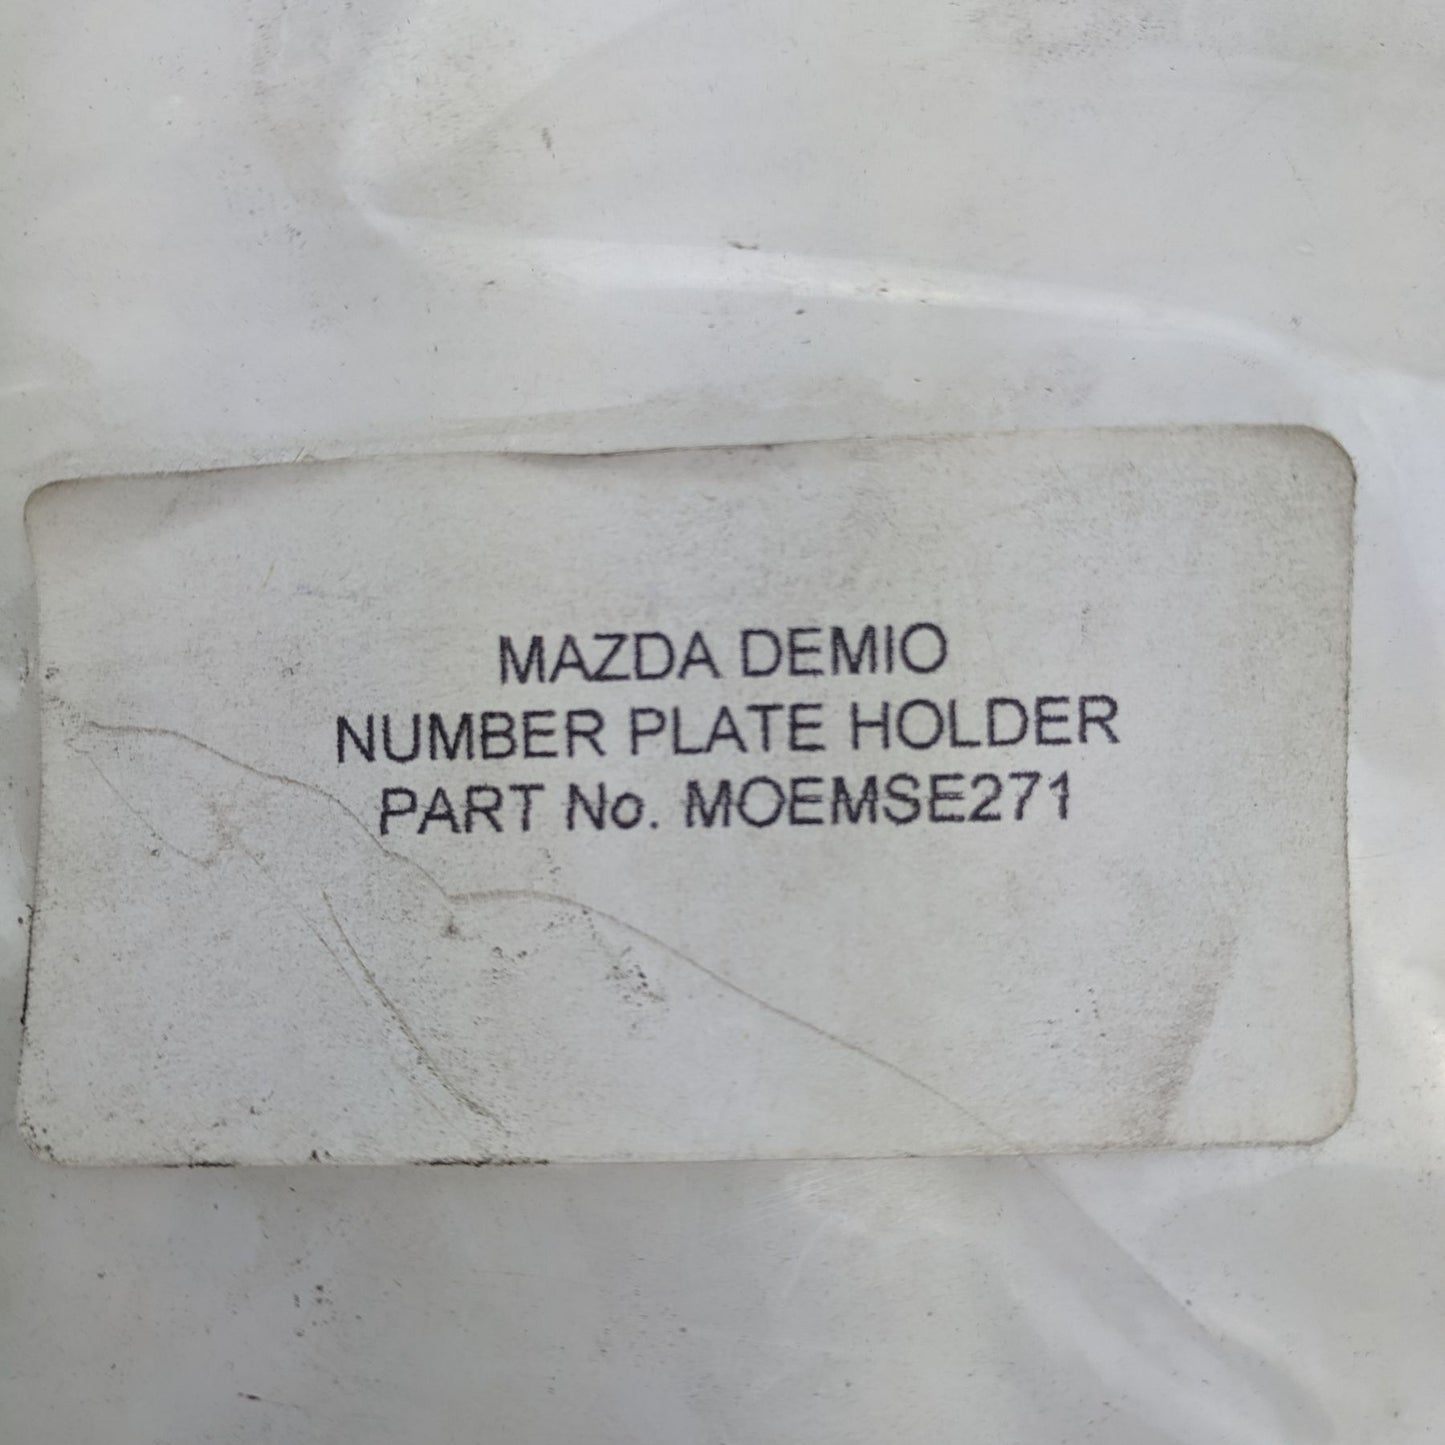 MAZDA DEMIO
NUMBER PLATE HOLDER
PART No. MOEMSE271